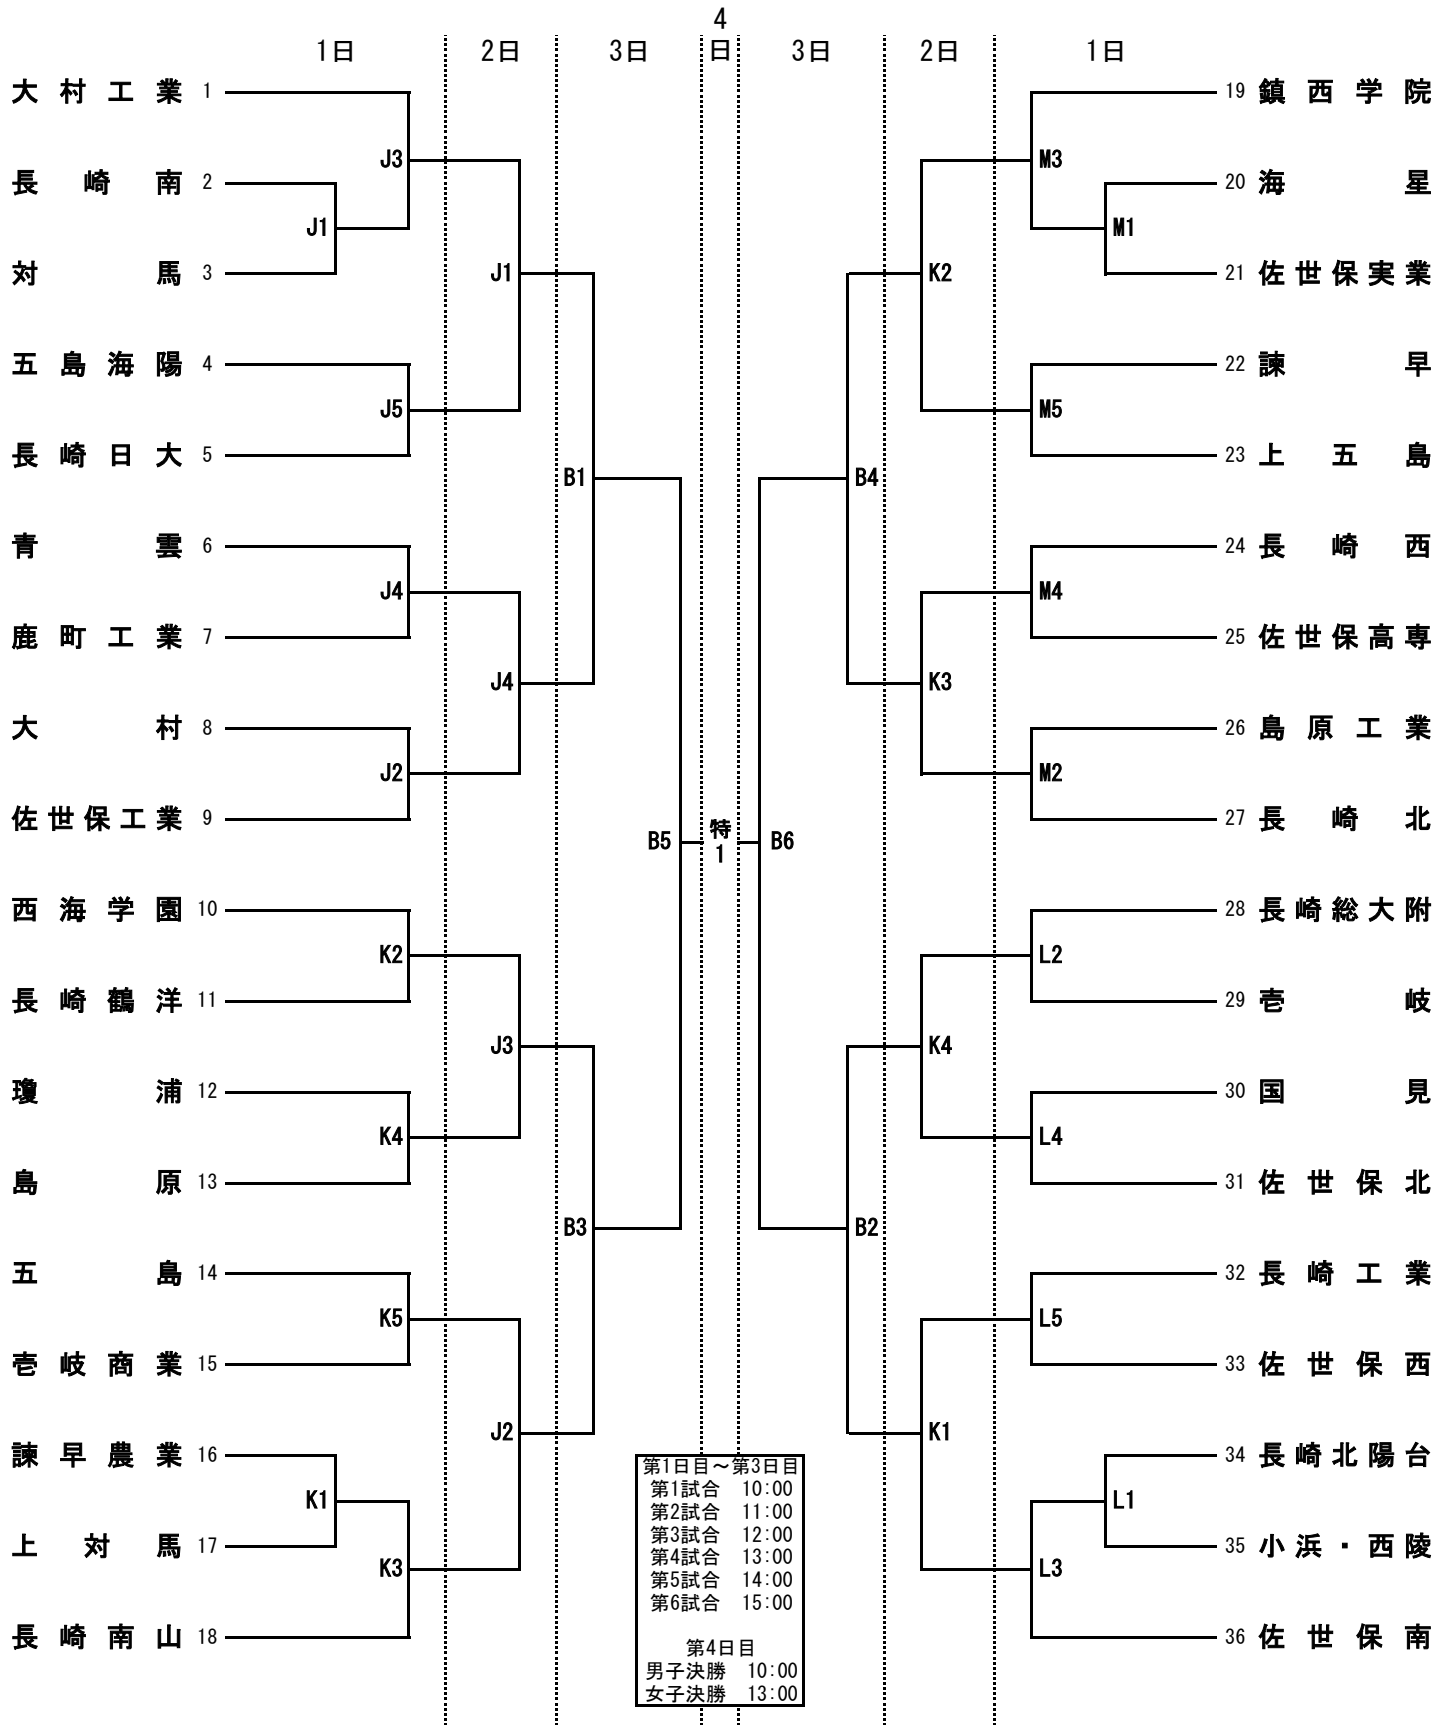 4
1日 2日 3日 日 3日 2日 1日
大村工業 1 19 鎮西学院
J3 M3
長崎南 2 20 海星
J1 M1
対馬 3 J1 K2 21 佐世保実業
五島海陽 4 22 諫早
J5 M5
長崎日大 5 23 上五島
B1 B4
青雲 6 24 長崎西
J4 M4
鹿町工業 7 25 佐世保高専
J4 K3
大村 8 26 島原工業
J2 M2
佐世保工業 9 27 長崎北
特
B5 1 B6
西海学園 10 28 長崎総大附
K2 L2
長崎鶴洋 11 29 壱岐
J3 K4
瓊浦 12 30 国見
K4 L4
島原 13 31 佐世保北
B3 B2
五島 14 32 長崎工業
K5 L5
壱岐商業 15 33 佐世保西
J2 K1
諫早農業 16 34 長崎北陽台
K1 L1
上対馬 17 35 小浜・西陵
K3 L3
長崎南山 18 36 佐世保南
第1日目～第3日目
第1試合 10:00
第2試合 11:00
第3試合 12:00
第4試合 13:00
第5試合 14:00
第6試合 15:00
第4日目
男子決勝 10:00
女子決勝 13:00